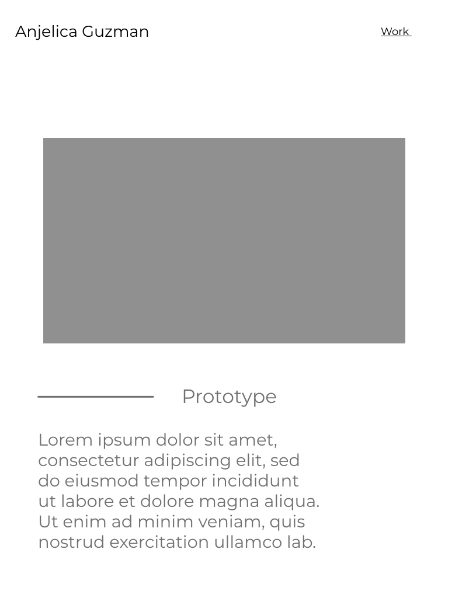 Anjelica Guzman
Work
Prototype
Lorem ipsum dolor sit amet,
consectetur adipiscing elit, sed
do eiusmod tempor incididunt
ut labore et dolore magna aliqua.
Ut enim ad minim veniam, quis
nostrud exercitation ullamco lab.